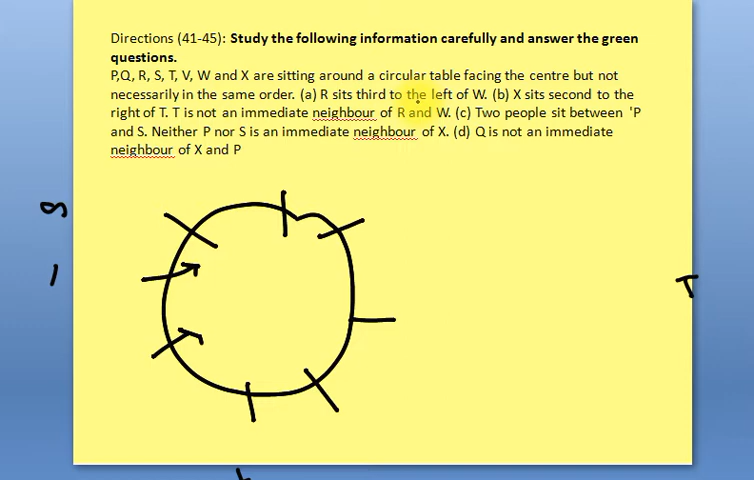 Directions (41-45): Study the following information carefully and answer the green
questions.
P,Q, R, S, T, V, W and X are sitting around a circular table facing the centre but not
necessarily in the same order. (a) R sits third to the left of W. (b) X sits second to the
right of T. T is not an immediate neighbour of R and W. (c) Two people sit between 'P
and S. Neither P nor S is an immediate neighbour of X. (d) Q is not an immediate
neighbour of X and P